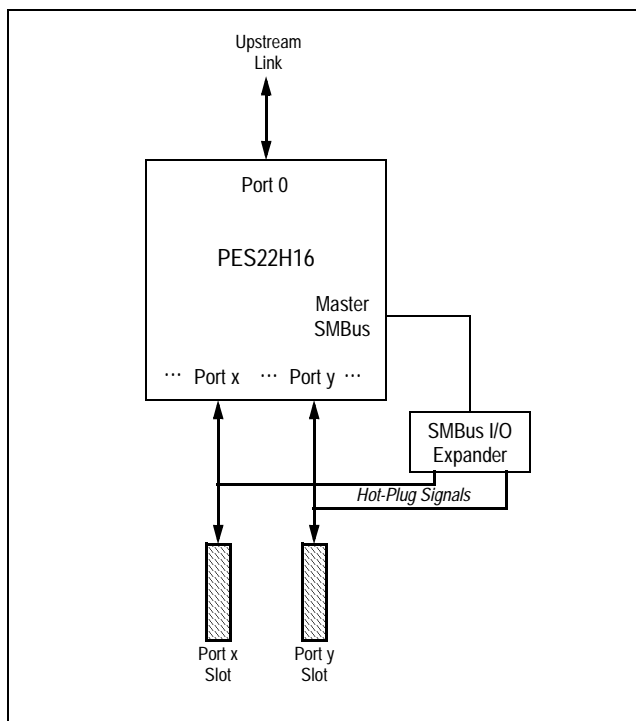 Upstream
Link
Port 0
PES22H16
Master
SMBus
... Port x ... Port y ...
SMBus I/O
Expander
Hot-Plug Signals
Port x
Slot
Port y
Slot